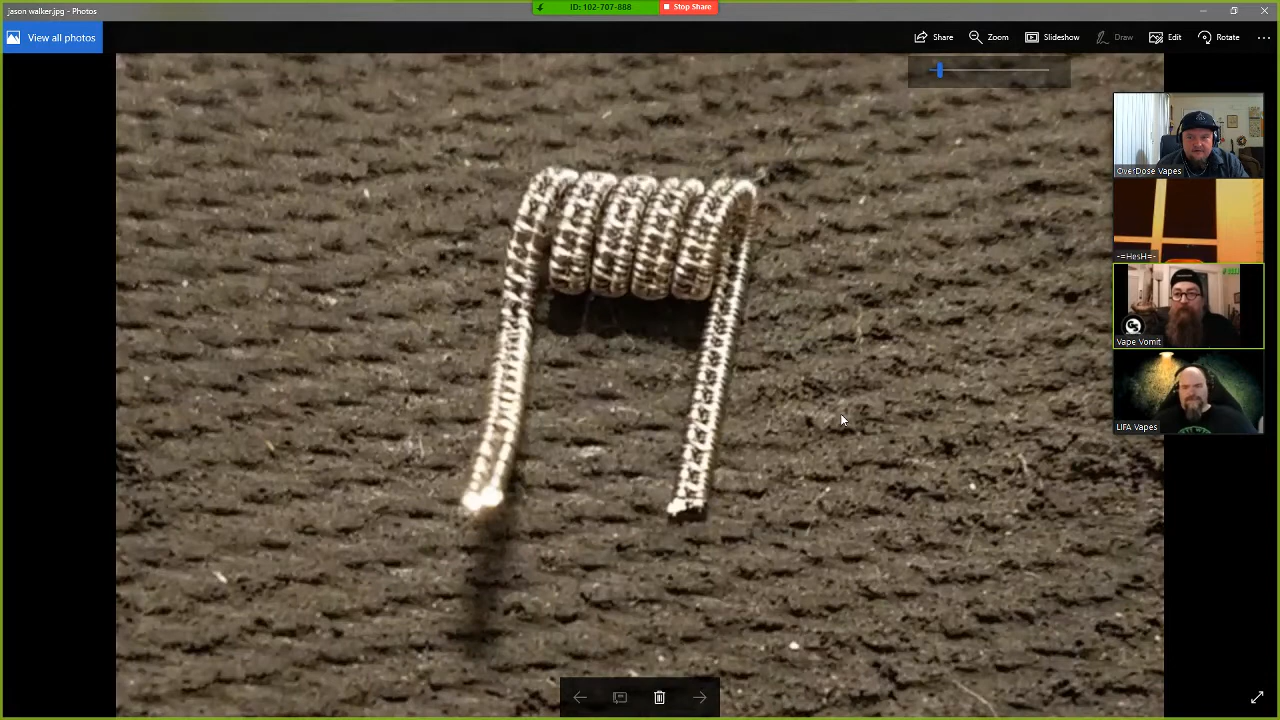 jason walker.jpg - Photos
ID: 102-707-888
Stop Share
View all photos
Share
Zoom
Slideshow
Draw
Edit
Rotate
OverDose Vapes
-=HesH=-
Vape Vomit
LIFA Vapes